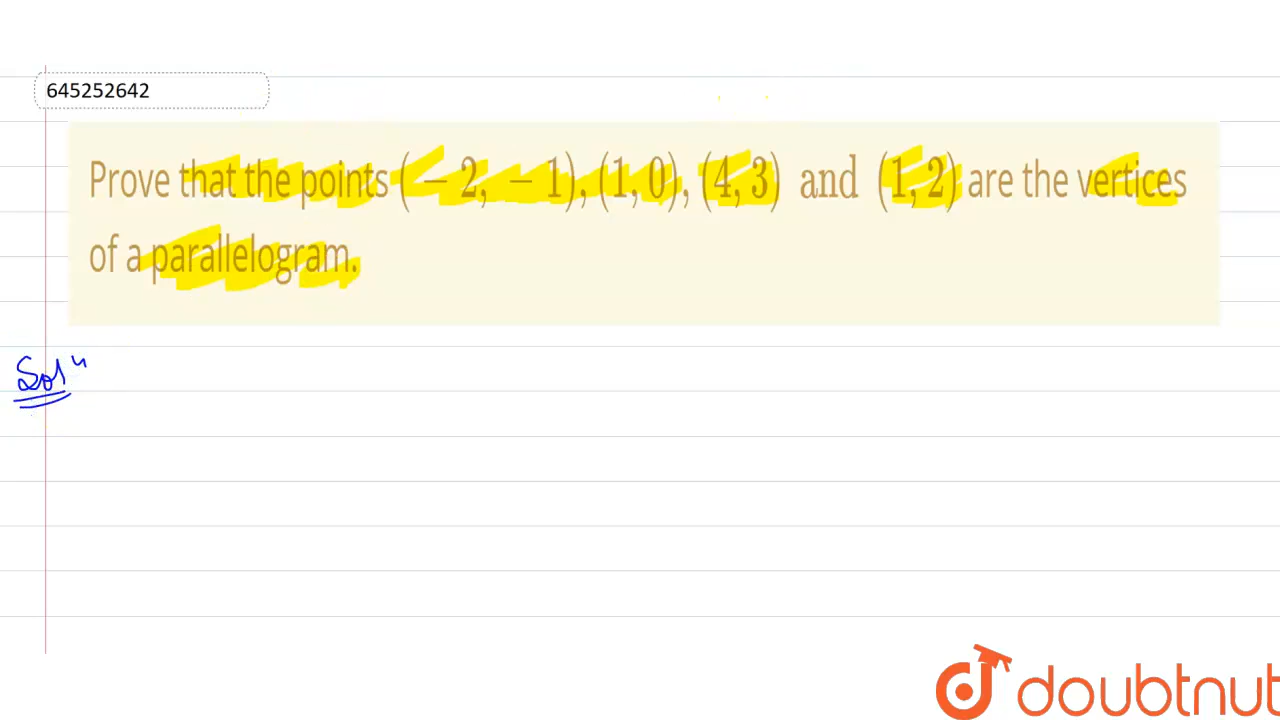 645252642
Prove that the points (−2, −1), (1, 0), (4, 3) and (1, 2) are the vertices
of a parallelogram.
Solⁿ
doubtnut